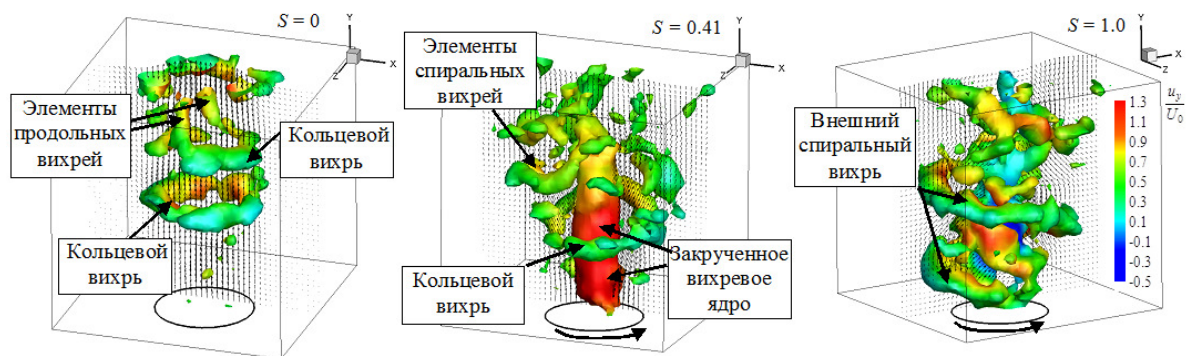 S = 0
Y
X
Z
Элементы
продольных
вихрей
Кольцевой
вихрь
Кольцевой
вихрь
S = 0.41
Y
X
Z
Элементы
спиральных
вихрей
Кольцевой
вихрь
Закрученное
вихревое
ядро
S = 1.0
Y
X
Z
Внешний
спиральный
вихрь
u_y
U_0
1.3
1.1
0.9
0.7
0.5
0.3
0.1
-0.1
-0.3
-0.5